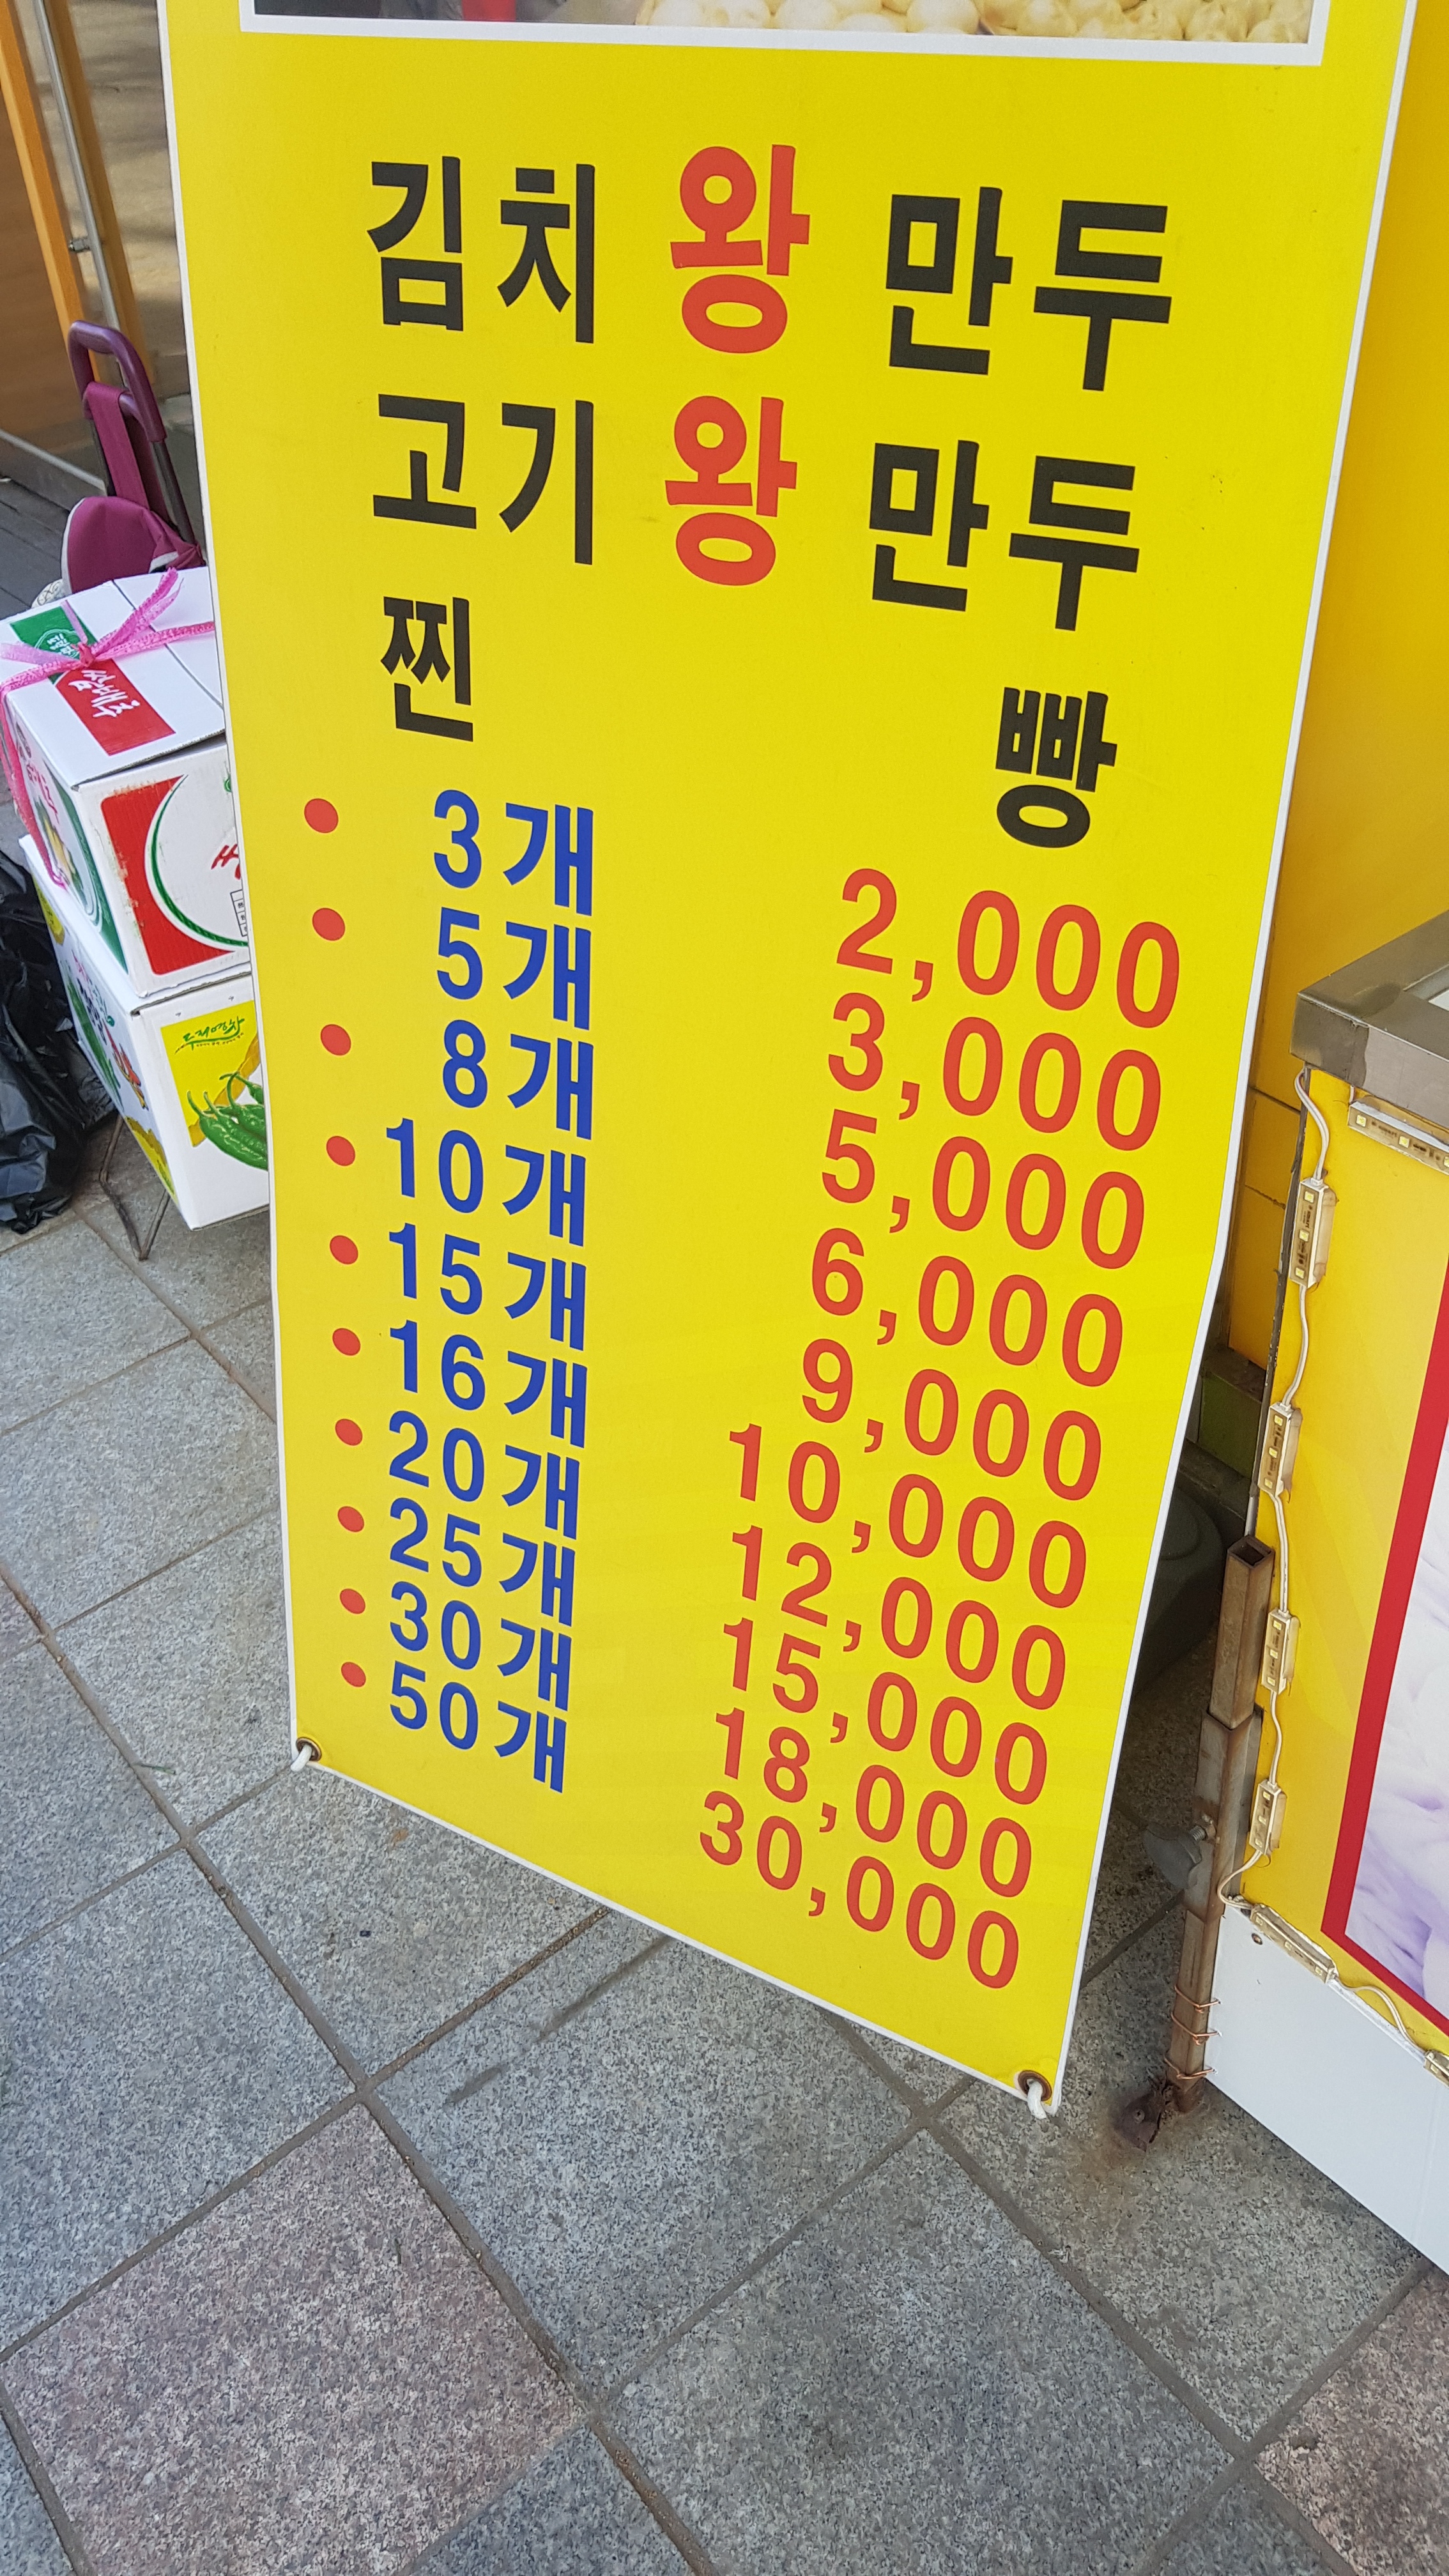 김치 왕 만두
고기 왕 만두
찐 빵
• 3개 2,000
• 5개 3,000
• 8개 5,000
• 10개 6,000
• 15개 9,000
• 16개 10,000
• 20개 12,000
• 25개 15,000
• 30개 18,000
• 50개 30,000